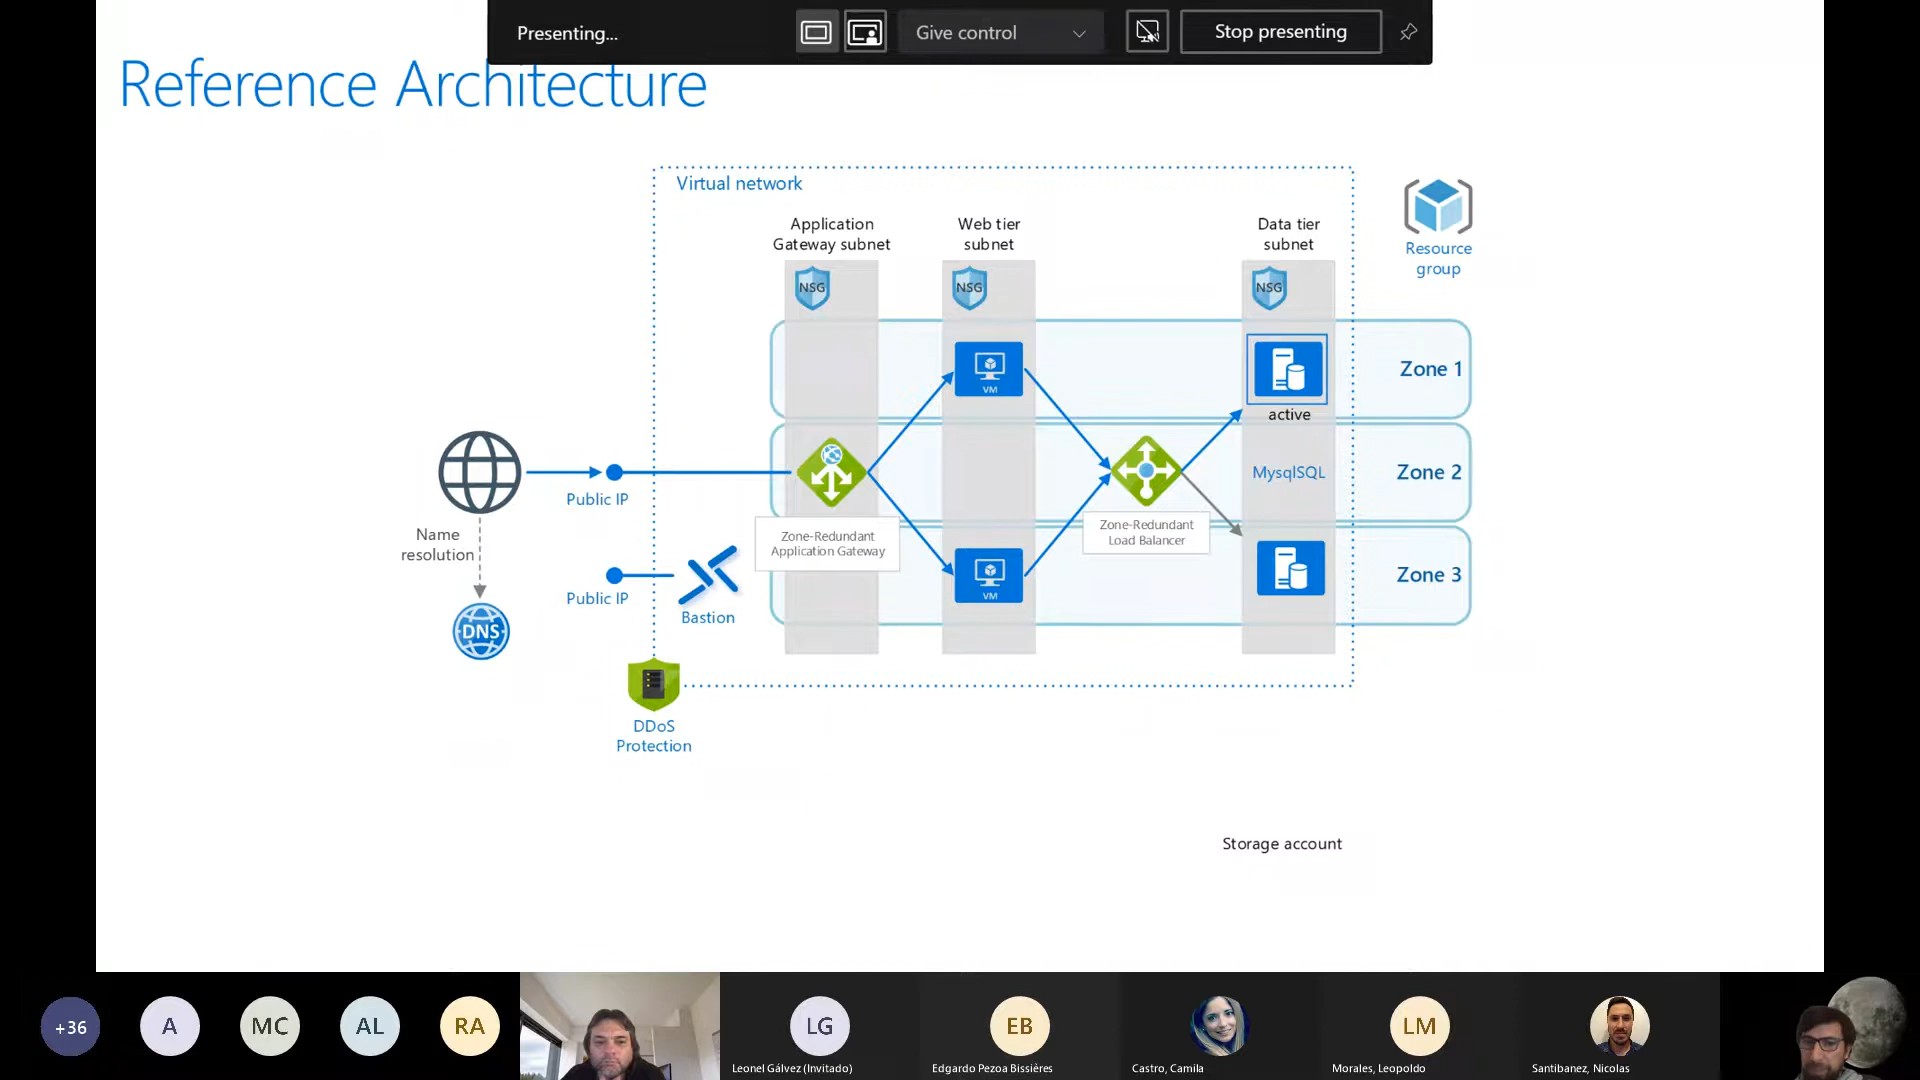 Presenting...
Give control
Stop presenting
Reference Architecture
Virtual network
Application
Gateway subnet
Web tier
subnet
Data tier
subnet
Resource
group
NSG
NSG
NSG
VM
active
Zone 1
Public IP
MysqlSQL
Zone 2
Zone-Redundant
Application Gateway
Zone-Redundant
Load Balancer
Name
resolution
Public IP
Bastion
VM
Zone 3
DNS
DDoS
Protection
Storage account
+36
A
MC
AL
RA
LG
Leonel Gálvez (Invitado)
EB
Edgardo Pezoa Bissières
Castro, Camila
LM
Morales, Leopoldo
Santibanez, Nicolas